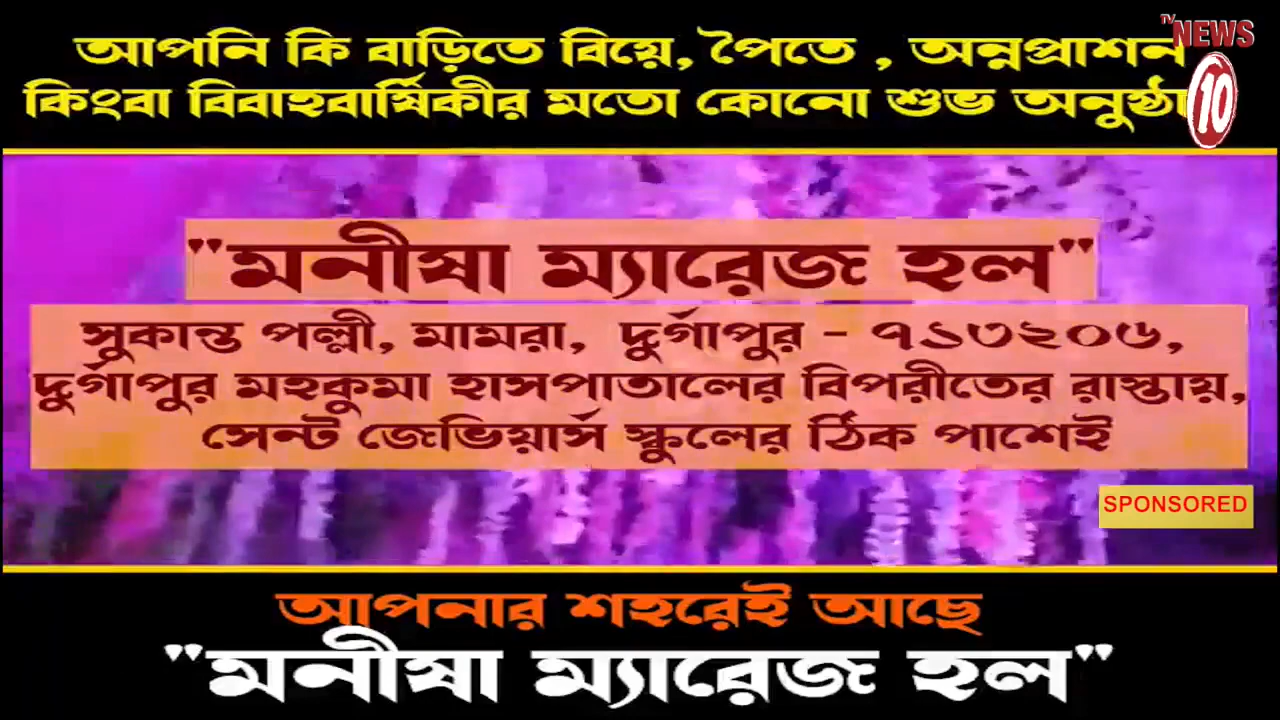 আপনি কি বাড়িতে বিয়ে, পৈতে , অন্নপ্রাশন
কিংবা বিবাহবার্ষিকীর মতো কোনো শুভ
TV NEWS
10
"মনীষা ম্যারেজ হল"
সুকান্ত পল্লী, মামরা, দুর্গাপুর - ৭১৩২০৬,
দুর্গাপুর মহকুমা হাসপাতালের বিপরীতের রাস্তায়,
সেন্ট জেভিয়ার্স স্কুলের ঠিক পাশেই
SPONSORED
আপনার শহরেই আছে
"মনীষা ম্যারেজ হল"